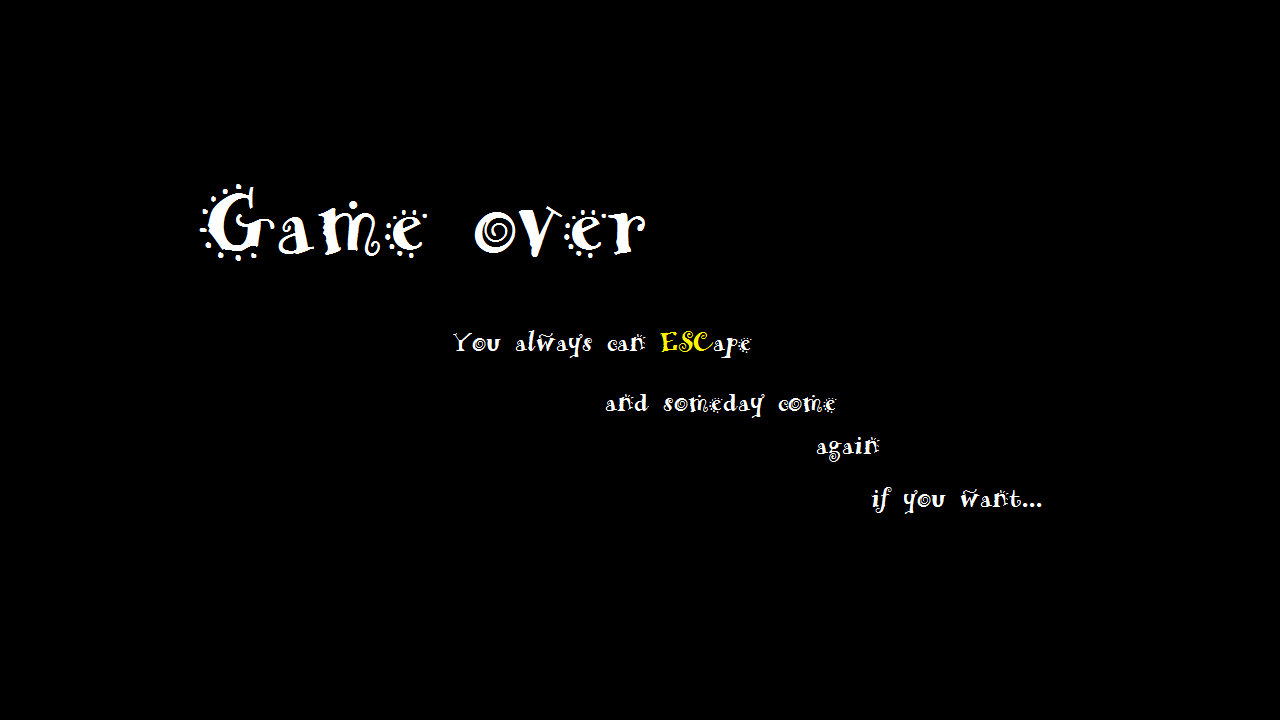 Game over
You always can ESCape
and someday come
again
if you want...